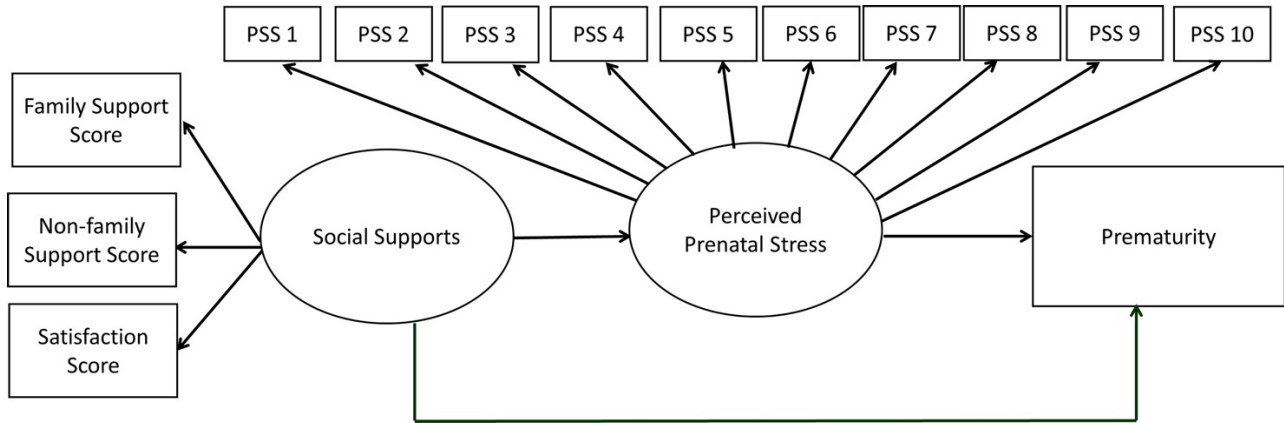 PSS 1
PSS 2
PSS 3
PSS 4
PSS 5
PSS 6
PSS 7
PSS 8
PSS 9
PSS 10
Family Support
Score
Non-family
Support Score
Satisfaction
Score
Social Supports
Perceived
Prenatal Stress
Prematurity